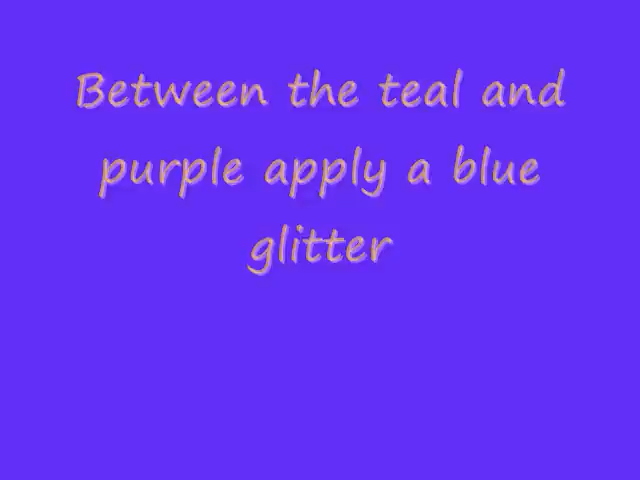 Between the teal and
purple apply a blue
glitter